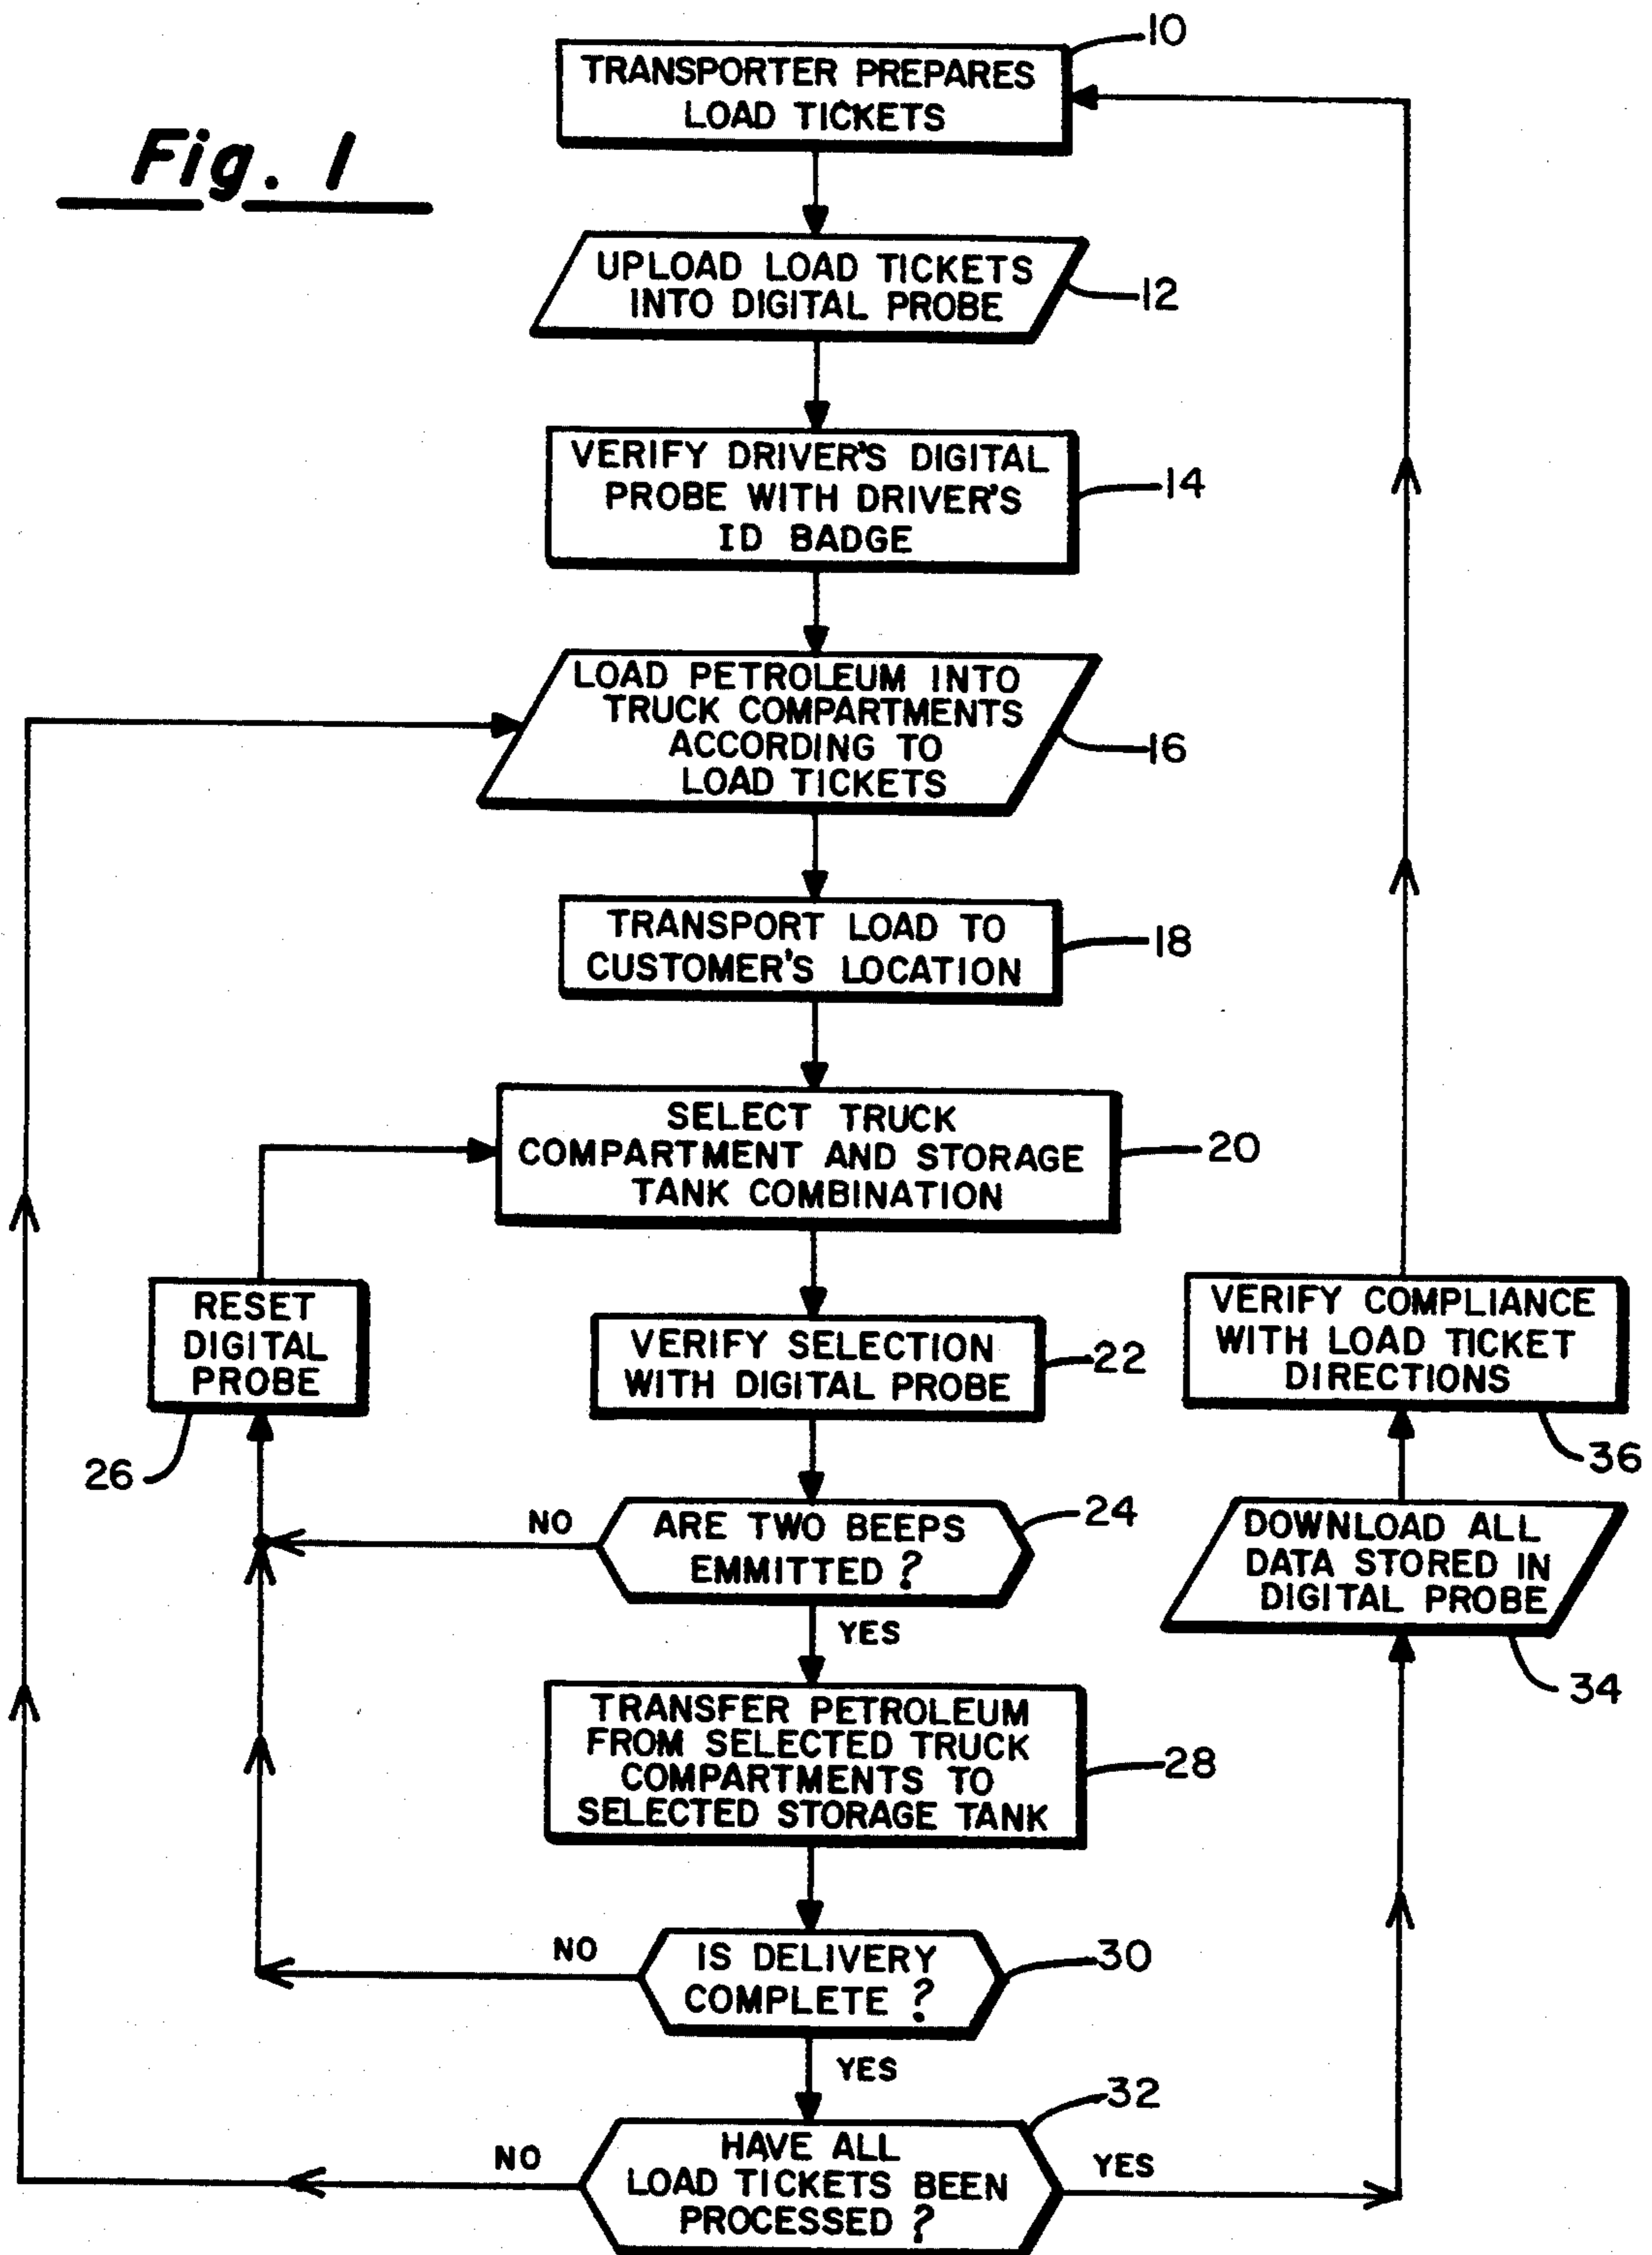 Fig. 1
10
TRANSPORTER PREPARES
LOAD TICKETS
UPLOAD LOAD TICKETS
INTO DIGITAL PROBE
12
VERIFY DRIVER'S DIGITAL
PROBE WITH DRIVER'S
ID BADGE
14
LOAD PETROLEUM INTO
TRUCK COMPARTMENTS
ACCORDING TO
LOAD TICKETS
16
TRANSPORT LOAD TO
CUSTOMER'S LOCATION
18
SELECT TRUCK
COMPARTMENT AND STORAGE
TANK COMBINATION
20
RESET
DIGITAL
PROBE
26
VERIFY SELECTION
WITH DIGITAL PROBE
22
VERIFY COMPLIANCE
WITH LOAD TICKET
DIRECTIONS
36
NO
ARE TWO BEEPS
EMMITTED ?
24
YES
DOWNLOAD ALL
DATA STORED IN
DIGITAL PROBE
34
TRANSFER PETROLEUM
FROM SELECTED TRUCK
COMPARTMENTS TO
SELECTED STORAGE TANK
28
NO
IS DELIVERY
COMPLETE ?
30
YES
32
NO
HAVE ALL
LOAD TICKETS BEEN
PROCESSED ?
YES